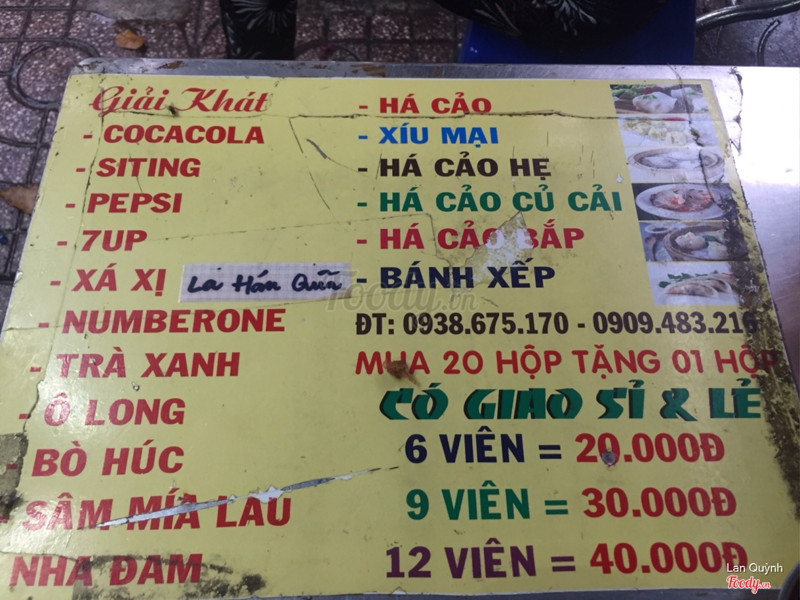 Giải Khát
- COCACOLA
- SITING
- PEPSI
- 7UP
- XÁ XỊ La Hán Quả
- NUMBERONE
- TRÀ XANH
- Ô LONG
- BÒ HÚC
- SÂM MÍA LAU
NHA ĐAM
- HÁ CẢO
- XÍU MẠI
- HÁ CẢO HẸ
- HÁ CẢO CỦ CẢI
- HÁ CẢO BẮP
- BÁNH XẾP
ĐT: 0938.675.170 - 0909.483.216
MUA 20 HỘP TẶNG 01 HỘP
CÓ GIAO SỈ & LẺ
6 VIÊN = 20.000Đ
9 VIÊN = 30.000Đ
12 VIÊN = 40.000Đ
Foody.vn
Lan Quỳnh
Foody.vn